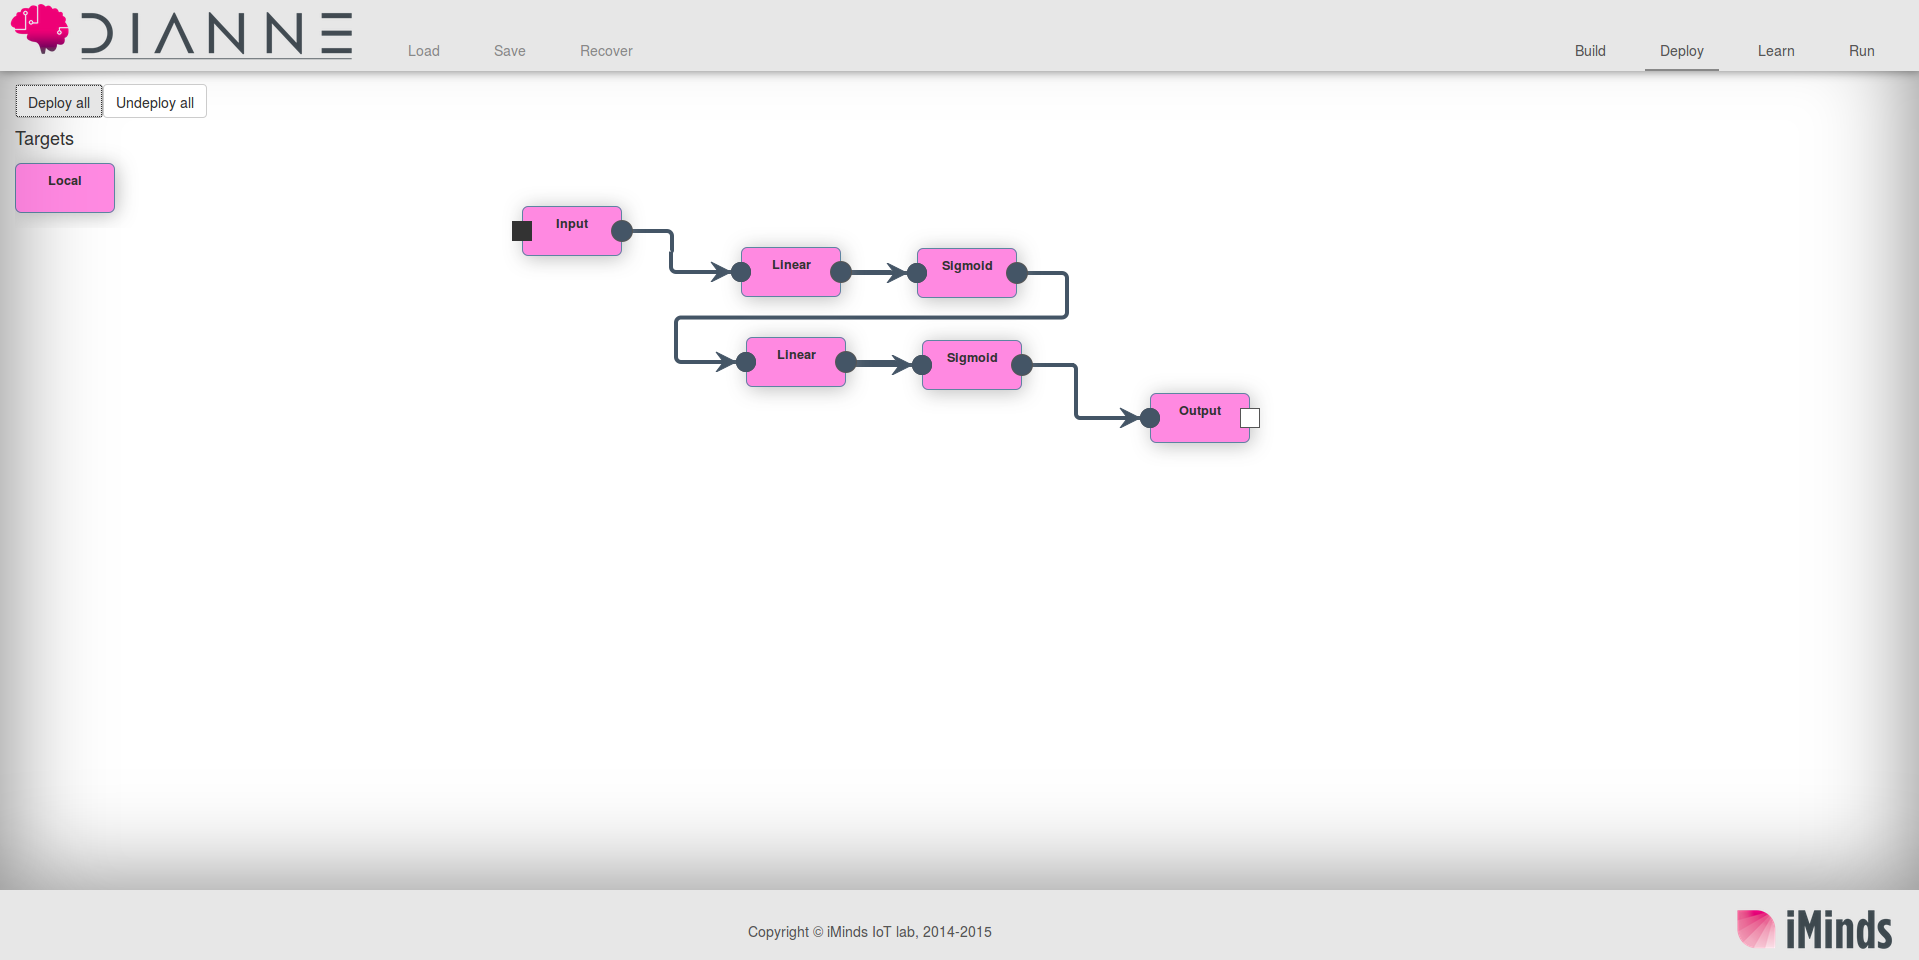 DIANNE
Load Save Recover
Build Deploy Learn Run
Deploy all Undeploy all
Targets
Local
Input
Linear
Sigmoid
Linear
Sigmoid
Output
Copyright © iMinds IoT lab, 2014-2015
iMinds